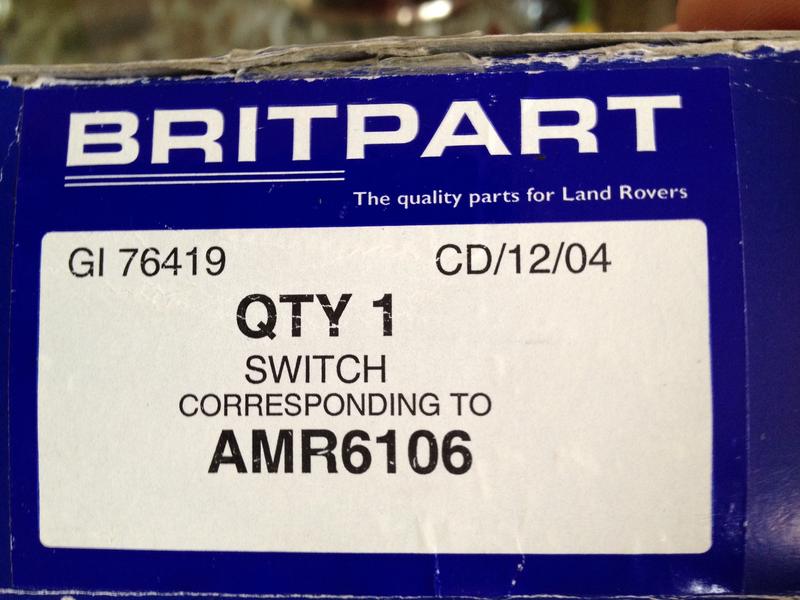 BRITPART
The quality parts for Land Rovers
GI 76419 CD/12/04
QTY 1
SWITCH
CORRESPONDING TO
AMR6106